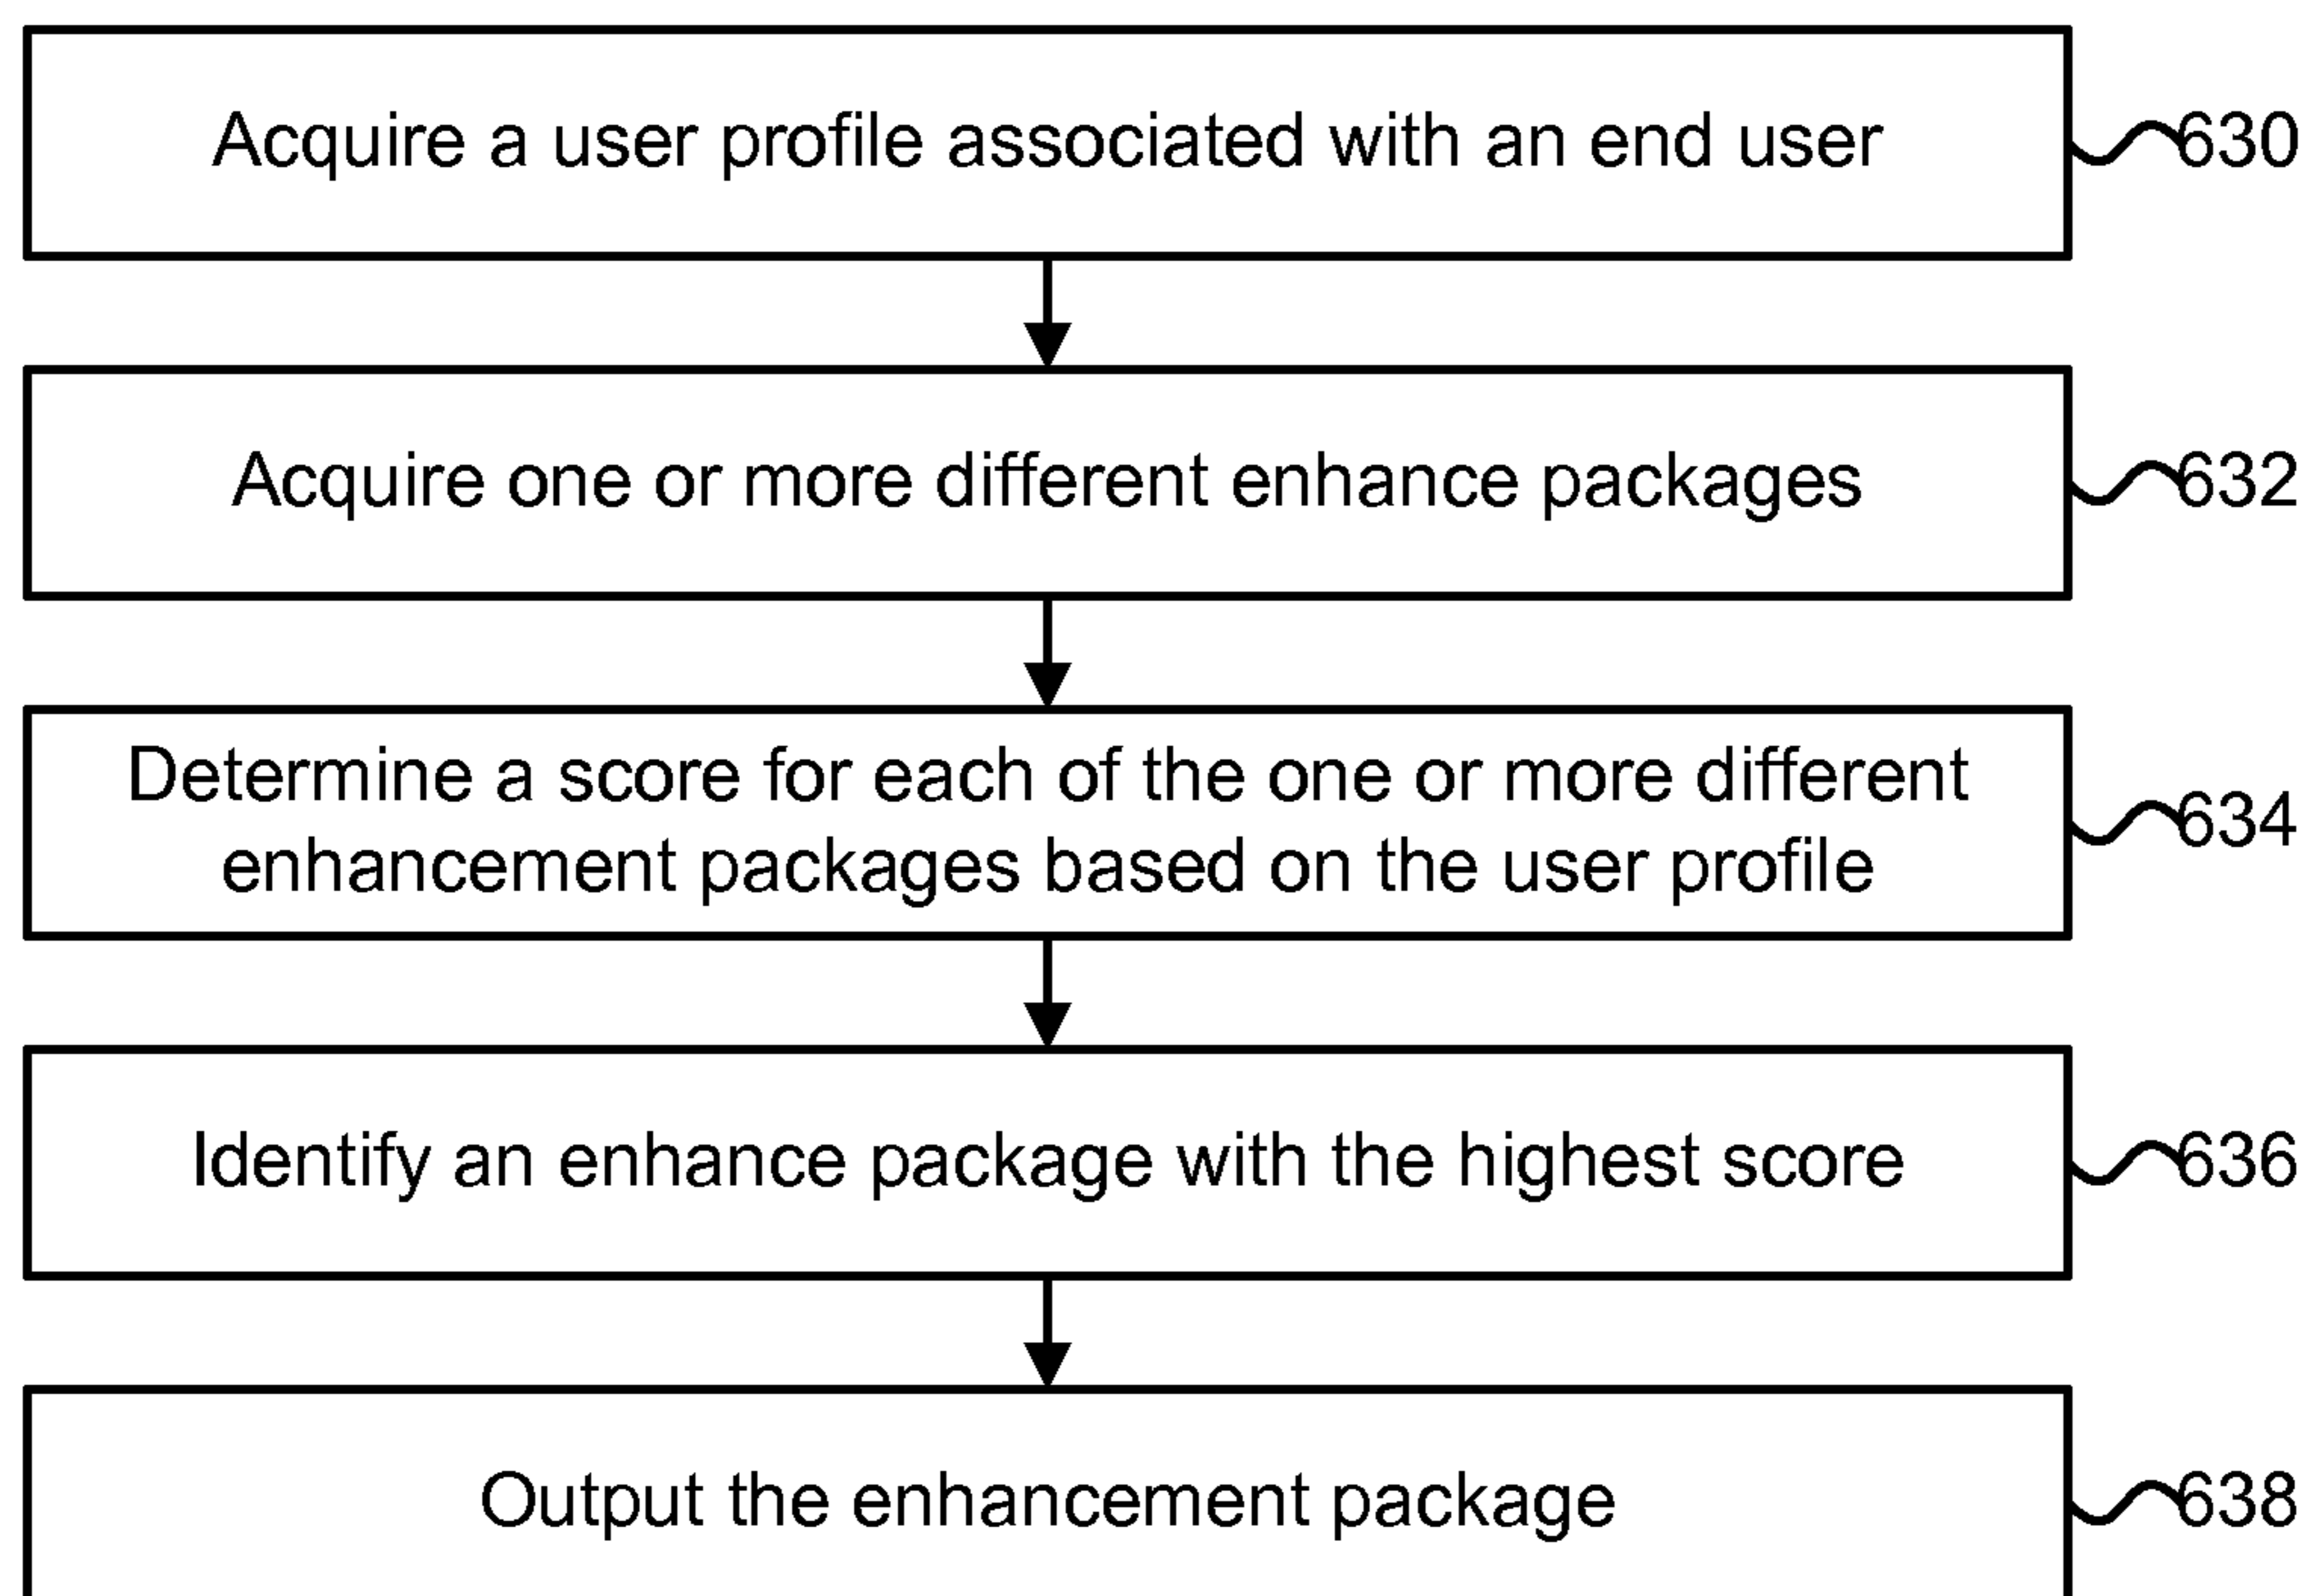 Acquire a user profile associated with an end user
630
Acquire one or more different enhance packages
632
Determine a score for each of the one or more different
enhancement packages based on the user profile
634
Identify an enhance package with the highest score
636
Output the enhancement package
638